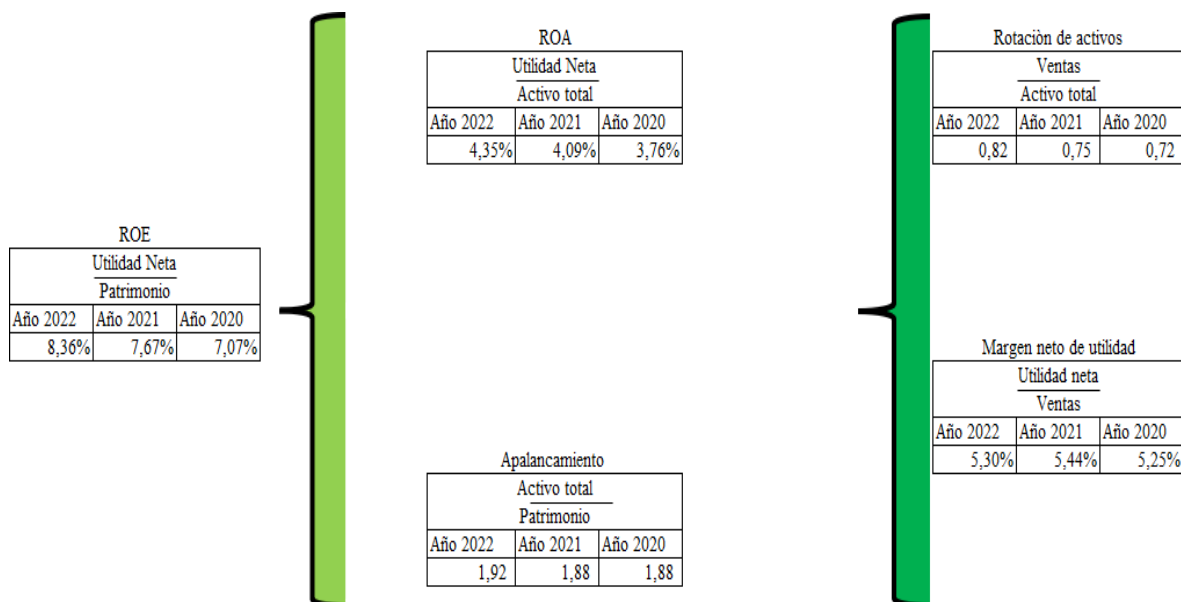 ROE
Utilidad Neta
Patrimonio
Año 2022 Año 2021 Año 2020
8,36% 7,67% 7,07%
ROA
Utilidad Neta
Activo total
Año 2022 Año 2021 Año 2020
4,35% 4,09% 3,76%
Apalancamiento
Activo total
Patrimonio
Año 2022 Año 2021 Año 2020
1,92 1,88 1,88
Rotaciòn de activos
Ventas
Activo total
Año 2022 Año 2021 Año 2020
0,82 0,75 0,72
Margen neto de utilidad
Utilidad neta
Ventas
Año 2022 Año 2021 Año 2020
5,30% 5,44% 5,25%